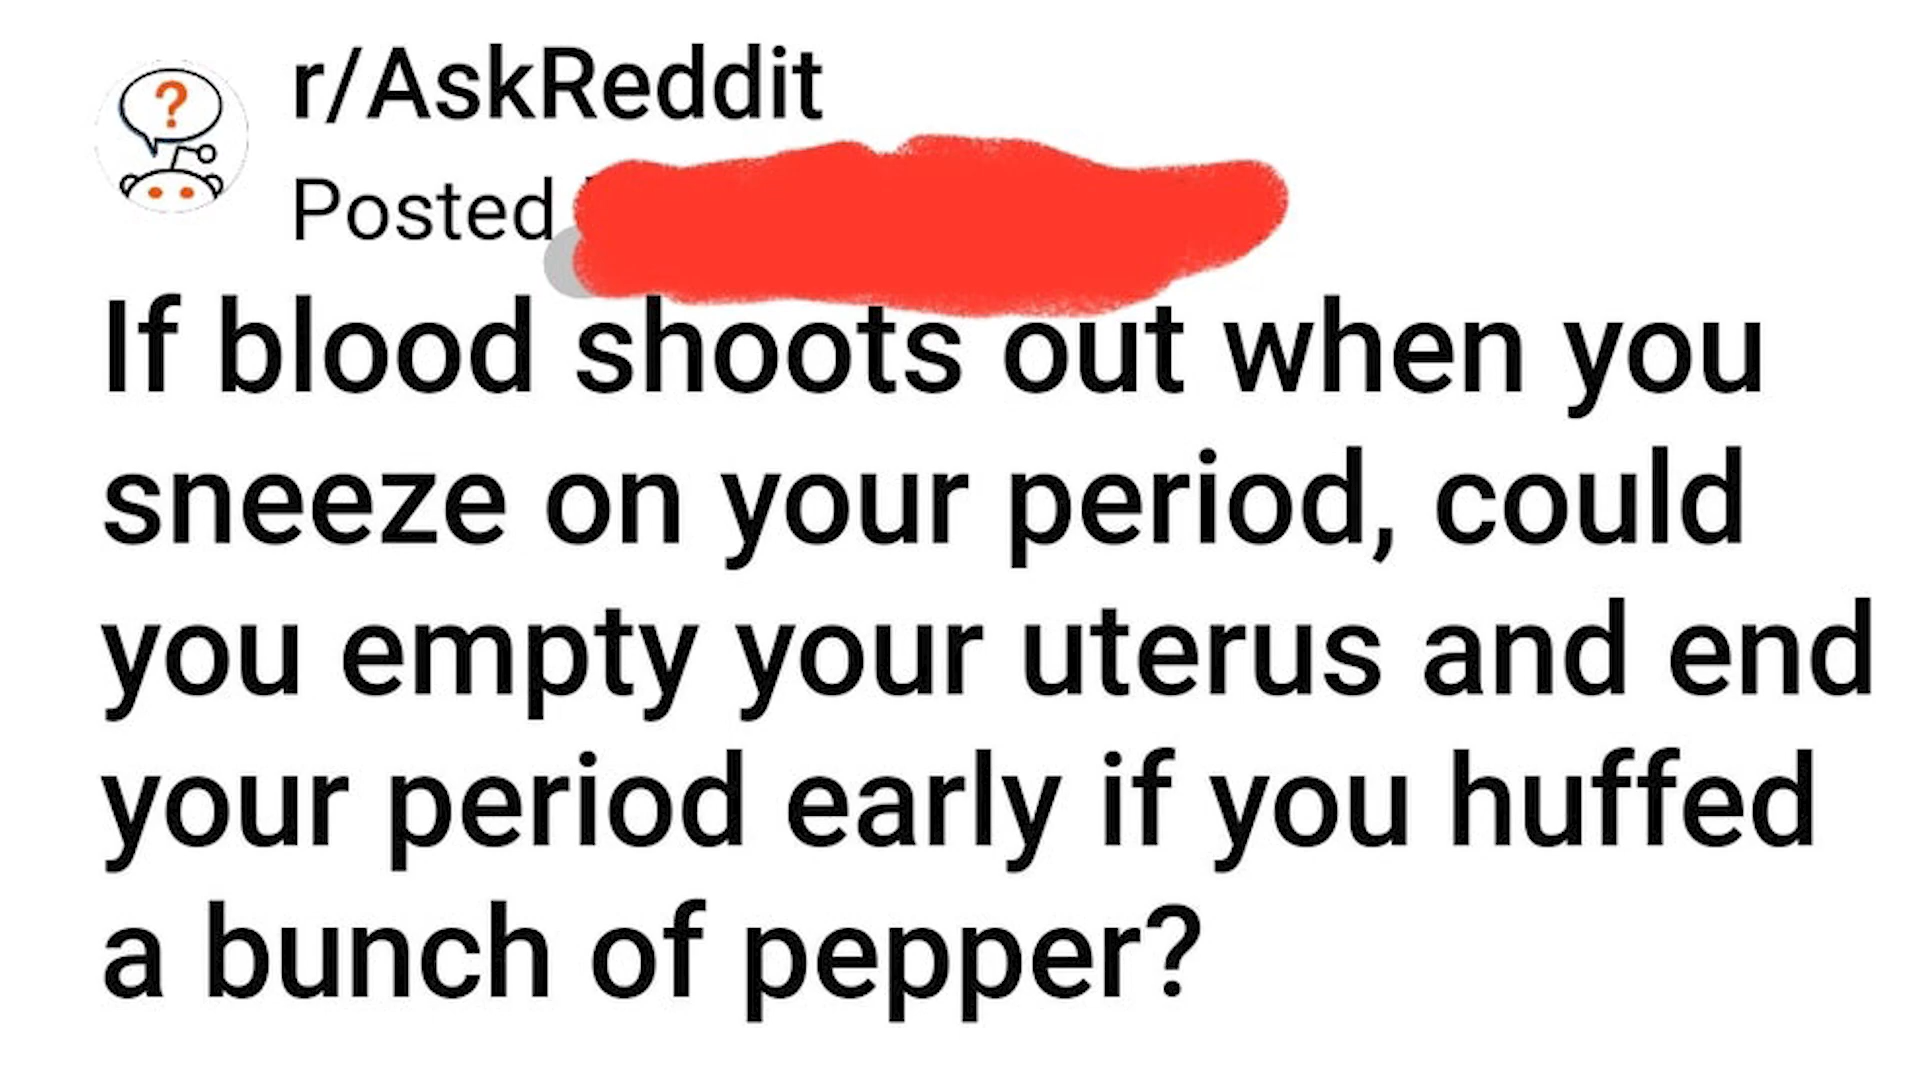 r/AskReddit
Posted
If blood shoots out when you
sneeze on your period, could
you empty your uterus and end
your period early if you huffed
a bunch of pepper?